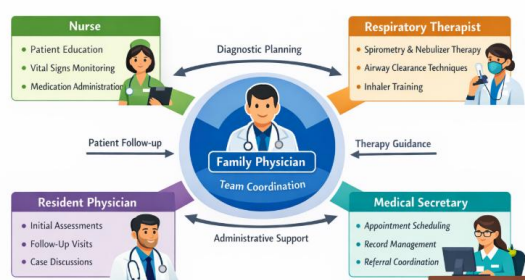 Nurse
• Patient Education
• Vital Signs Monitoring
• Medication Administration
Diagnostic Planning
Respiratory Therapist
• Spirometry & Nebulizer Therapy
• Airway Clearance Techniques
• Inhaler Training
Patient Follow-up
Family Physician
Team Coordination
Therapy Guidance
Resident Physician
• Initial Assessments
• Follow-Up Visits
• Case Discussions
Administrative Support
Medical Secretary
• Appointment Scheduling
• Record Management
• Referral Coordination